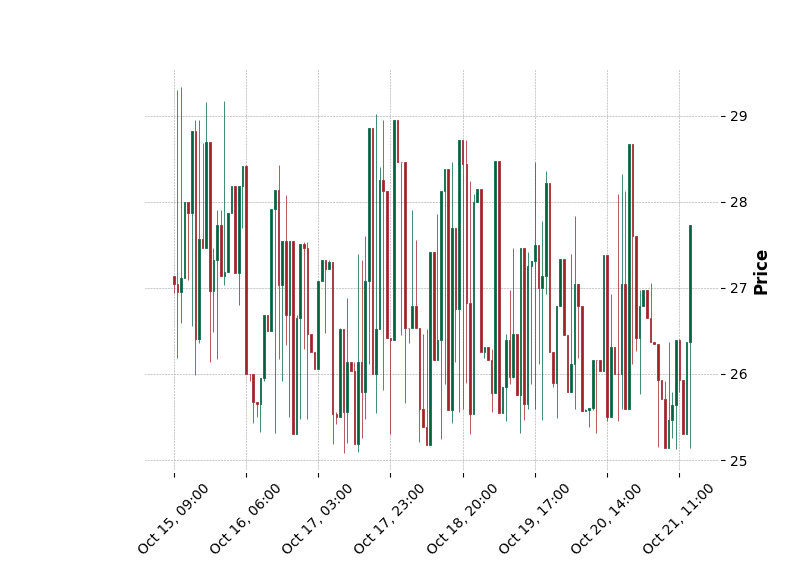 29
28
27
26
25
Price
Oct 15, 09:00
Oct 16, 06:00
Oct 17, 03:00
Oct 17, 23:00
Oct 18, 20:00
Oct 19, 17:00
Oct 20, 14:00
Oct 21, 11:00